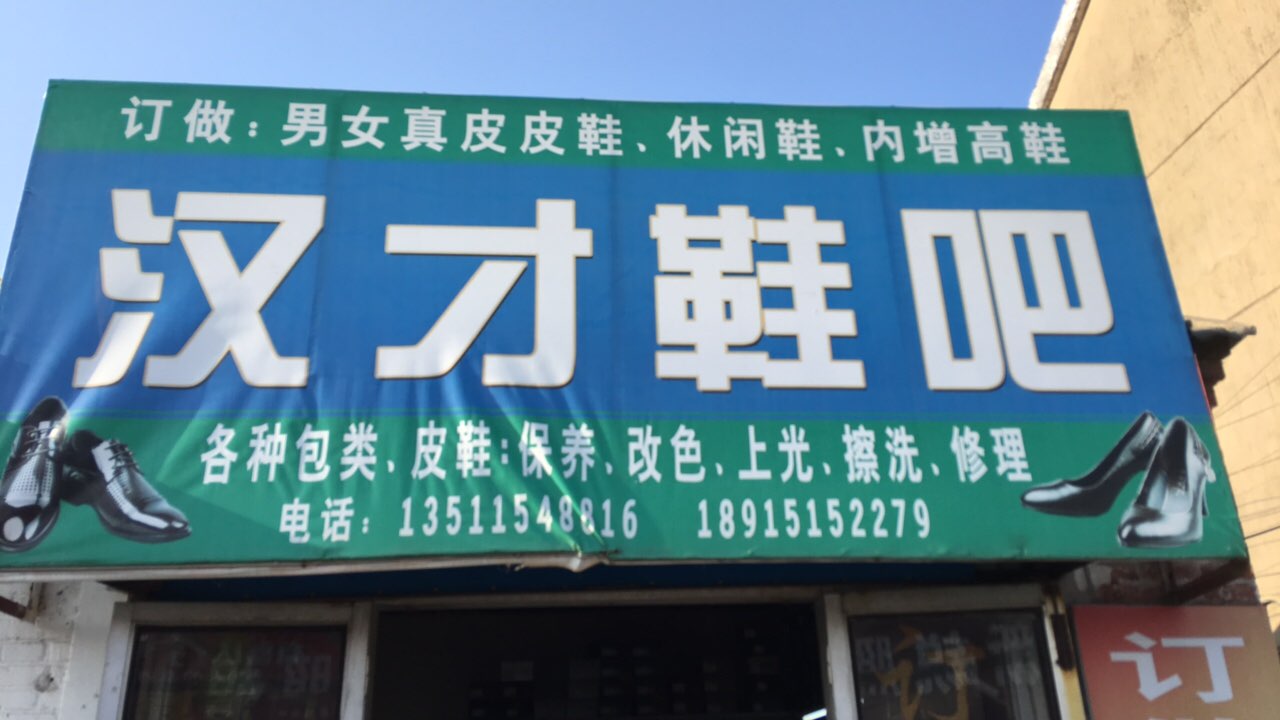 订做：男女真皮皮鞋、休闲鞋、内增高鞋
汉才鞋吧
各种包类、皮鞋：保养、改色、上光、擦洗、修理
电话：13511548816 18915152279
订
订